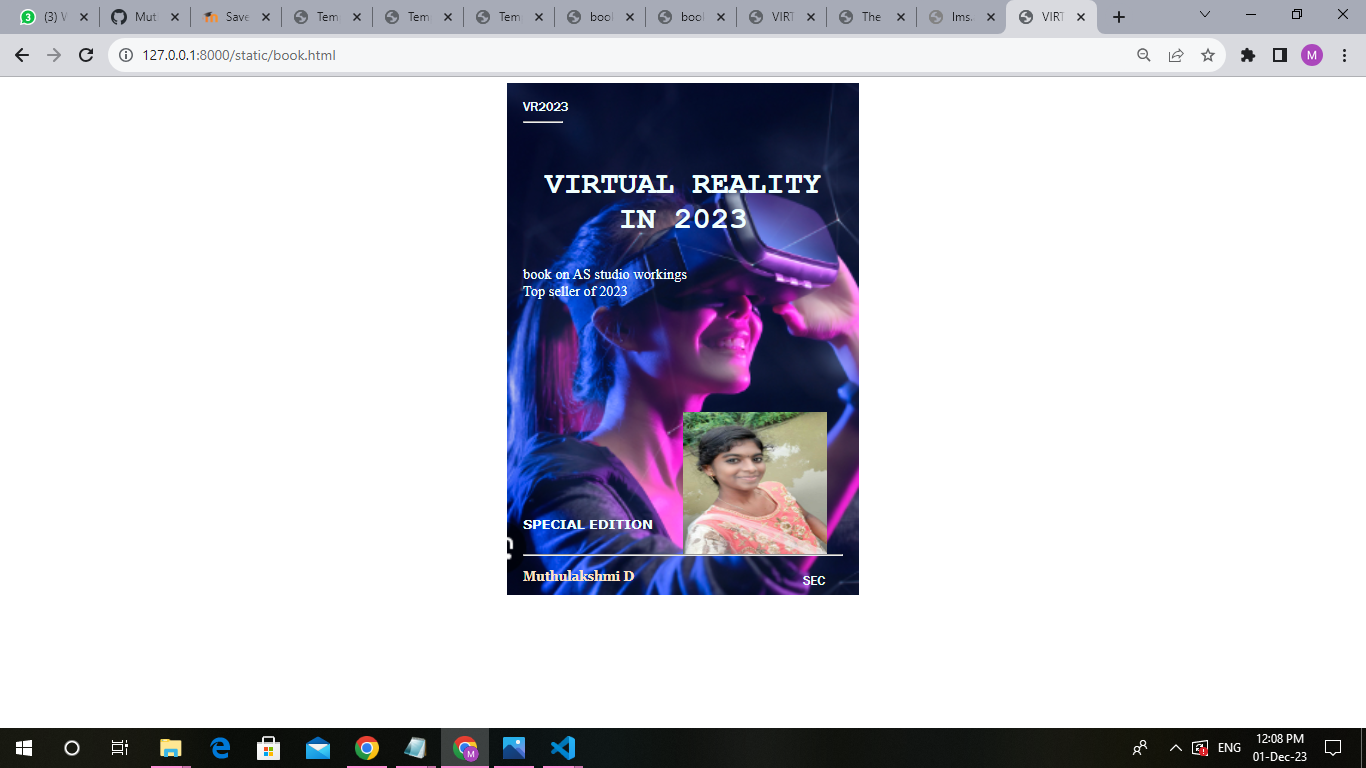 (3) W
Mut
Save
Tem
Tem
Tem
boo
boo
VIRT
The
Ims.
VIRT
127.0.0.1:8000/static/book.html
M
VR2023
VIRTUAL REALITY
IN 2023
book on AS studio workings
Top seller of 2023
SPECIAL EDITION
Muthulakshmi D
SEC
ENG
12:08 PM
01-Dec-23